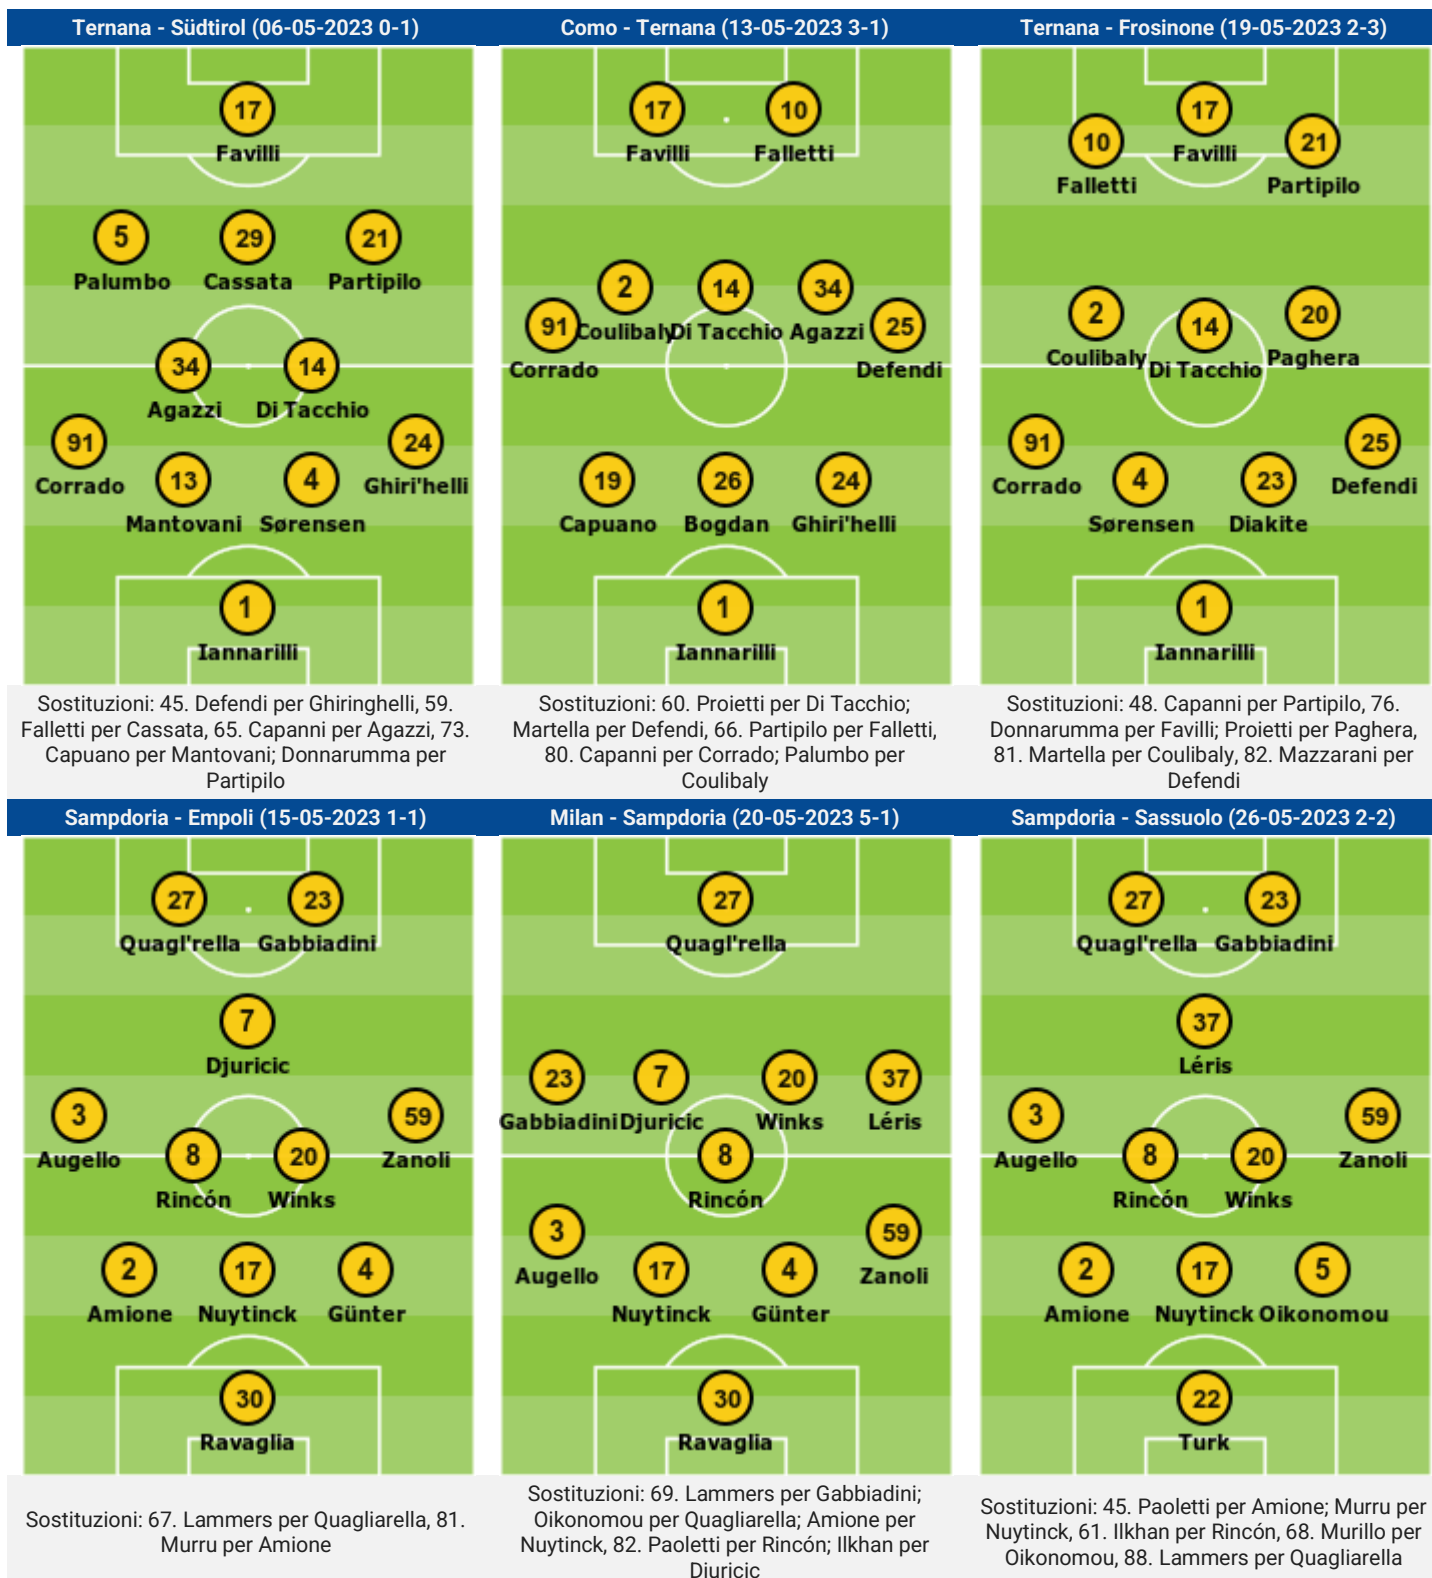 Ternana - Südtirol (06-05-2023 0-1)
17
Favilli
5 29 21
Palumbo Cassata Partipilo
34 14
Agazzi Di Tacchio
91 24
Corrado Ghiri'helli
13 4
Mantovani Sørensen
1
Iannarilli
Sostituzioni: 45. Defendi per Ghiringhelli, 59.
Falletti per Cassata, 65. Capanni per Agazzi, 73.
Capuano per Mantovani; Donnarumma per
Partipilo
Como - Ternana (13-05-2023 3-1)
17 10
Favilli Falletti
2 14 34
Coulibaly Di Tacchio Agazzi
91 25
Corrado Defendi
19 26 24
Capuano Bogdan Ghiri'helli
1
Iannarilli
Sostituzioni: 60. Proietti per Di Tacchio;
Martella per Defendi, 66. Partipilo per Falletti,
80. Capanni per Corrado; Palumbo per
Coulibaly
Ternana - Frosinone (19-05-2023 2-3)
17
Favilli
10 21
Falletti Partipilo
2 14 20
Coulibaly Di Tacchio Paghera
91 25
Corrado Defendi
4 23
Sørensen Diakite
1
Iannarilli
Sostituzioni: 48. Capanni per Partipilo, 76.
Donnarumma per Favilli; Proietti per Paghera,
81. Martella per Coulibaly, 82. Mazzarani per
Defendi
Sampdoria - Empoli (15-05-2023 1-1)
27 23
Quagl'rella Gabbiadini
7
Djuricic
3 59
Augello Zanoli
8 20
Rincón Winks
2 17 4
Amione Nuytinck Günter
30
Ravaglia
Sostituzioni: 67. Lammers per Quagliarella, 81.
Murru per Amione
Milan - Sampdoria (20-05-2023 5-1)
27
Quagl'rella
23 7 20 37
Gabbiadini Djuricic Winks Léris
8
Rincón
3 59
Augello Zanoli
17 4
Nuytinck Günter
30
Ravaglia
Sostituzioni: 69. Lammers per Gabbiadini;
Oikonomou per Quagliarella; Amione per
Nuytinck, 82. Paoletti per Rincón; Ilkhan per
Djuricic
Sampdoria - Sassuolo (26-05-2023 2-2)
27 23
Quagl'rella Gabbiadini
37
Léris
3 59
Augello Zanoli
8 20
Rincón Winks
2 17 5
Amione Nuytinck Oikonomou
22
Turk
Sostituzioni: 45. Paoletti per Amione; Murru per
Nuytinck, 61. Ilkhan per Rincón, 68. Murillo per
Oikonomou, 88. Lammers per Quagliarella